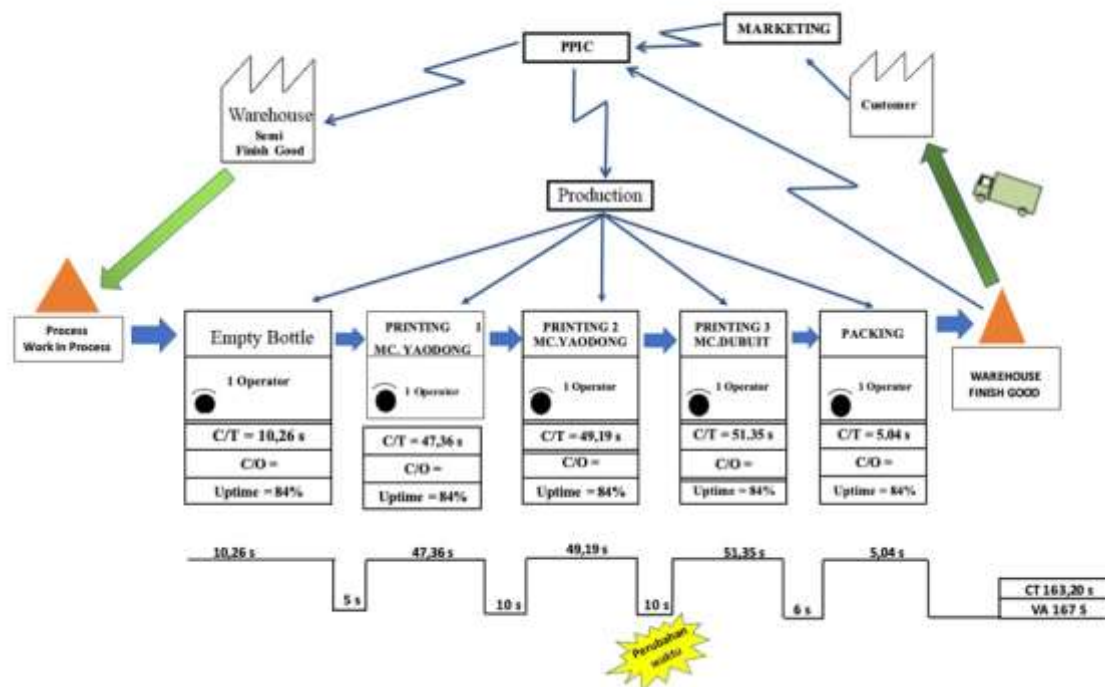 MARKETING
PPIC
Customer
Warehouse
Semi
Finish Good
Production
Process
Work In Process
Empty Bottle
1 Operator
C/T = 10,26 s
C/O =
Uptime = 84%
PRINTING 1
MC. YAODONG
1 Operator
C/T = 47,36 s
C/O =
Uptime = 84%
PRINTING 2
MC.YAODONG
1 Operator
C/T = 49,19 s
C/O =
Uptime = 84%
PRINTING 3
MC.DUBUIT
1 Operator
C/T = 51,35 s
C/O =
Uptime = 84%
PACKING
1 Operator
C/T = 5,04 s
C/O =
Uptime = 84%
WAREHOUSE
FINISH GOOD
10,26 s
47,36 s
49,19 s
51,35 s
5,04 s
5 s
10 s
10 s
6 s
CT 163,20 s
VA 167 S
Perubahan
waktu